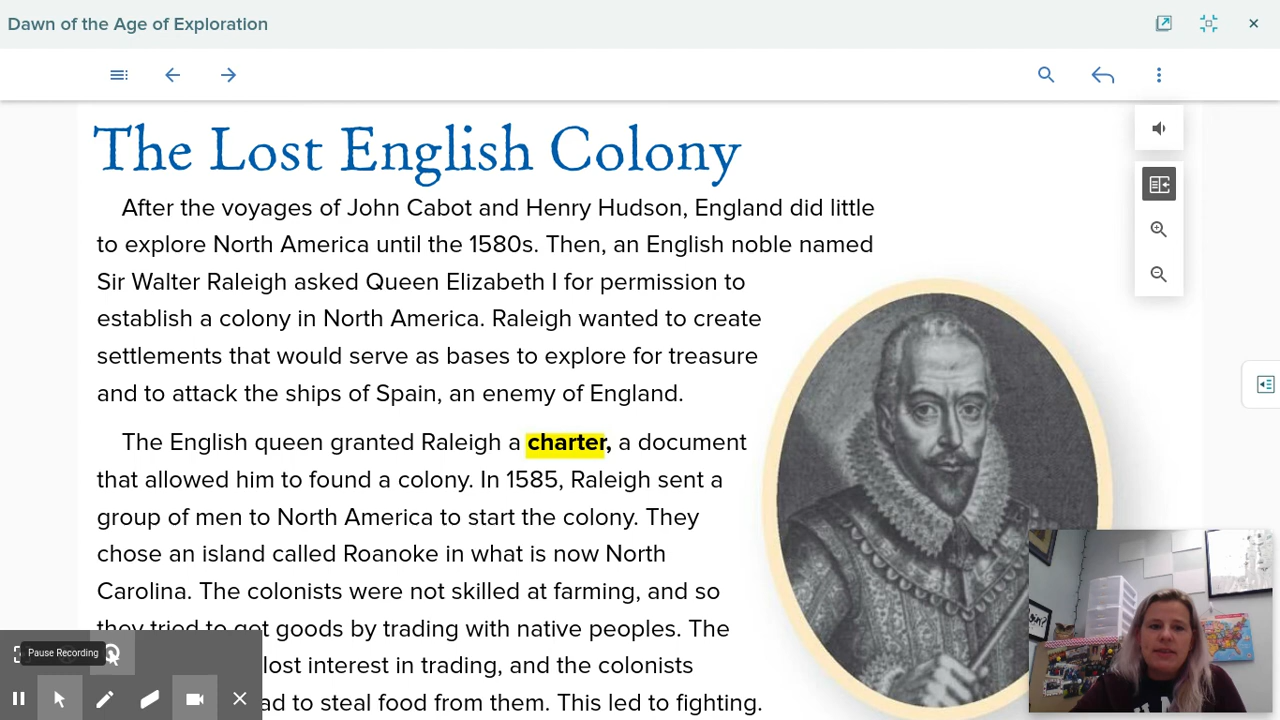 Dawn of the Age of Exploration
The Lost English Colony
After the voyages of John Cabot and Henry Hudson, England did little
to explore North America until the 1580s. Then, an English noble named
Sir Walter Raleigh asked Queen Elizabeth I for permission to
establish a colony in North America. Raleigh wanted to create
settlements that would serve as bases to explore for treasure
and to attack the ships of Spain, an enemy of England.
The English queen granted Raleigh a charter, a document
that allowed him to found a colony. In 1585, Raleigh sent a
group of men to North America to start the colony. They
chose an island called Roanoke in what is now North
Carolina. The colonists were not skilled at farming, and so
they tried to get goods by trading with native peoples. The
lost interest in trading, and the colonists
ad to steal food from them. This led to fighting.
Pause Recording